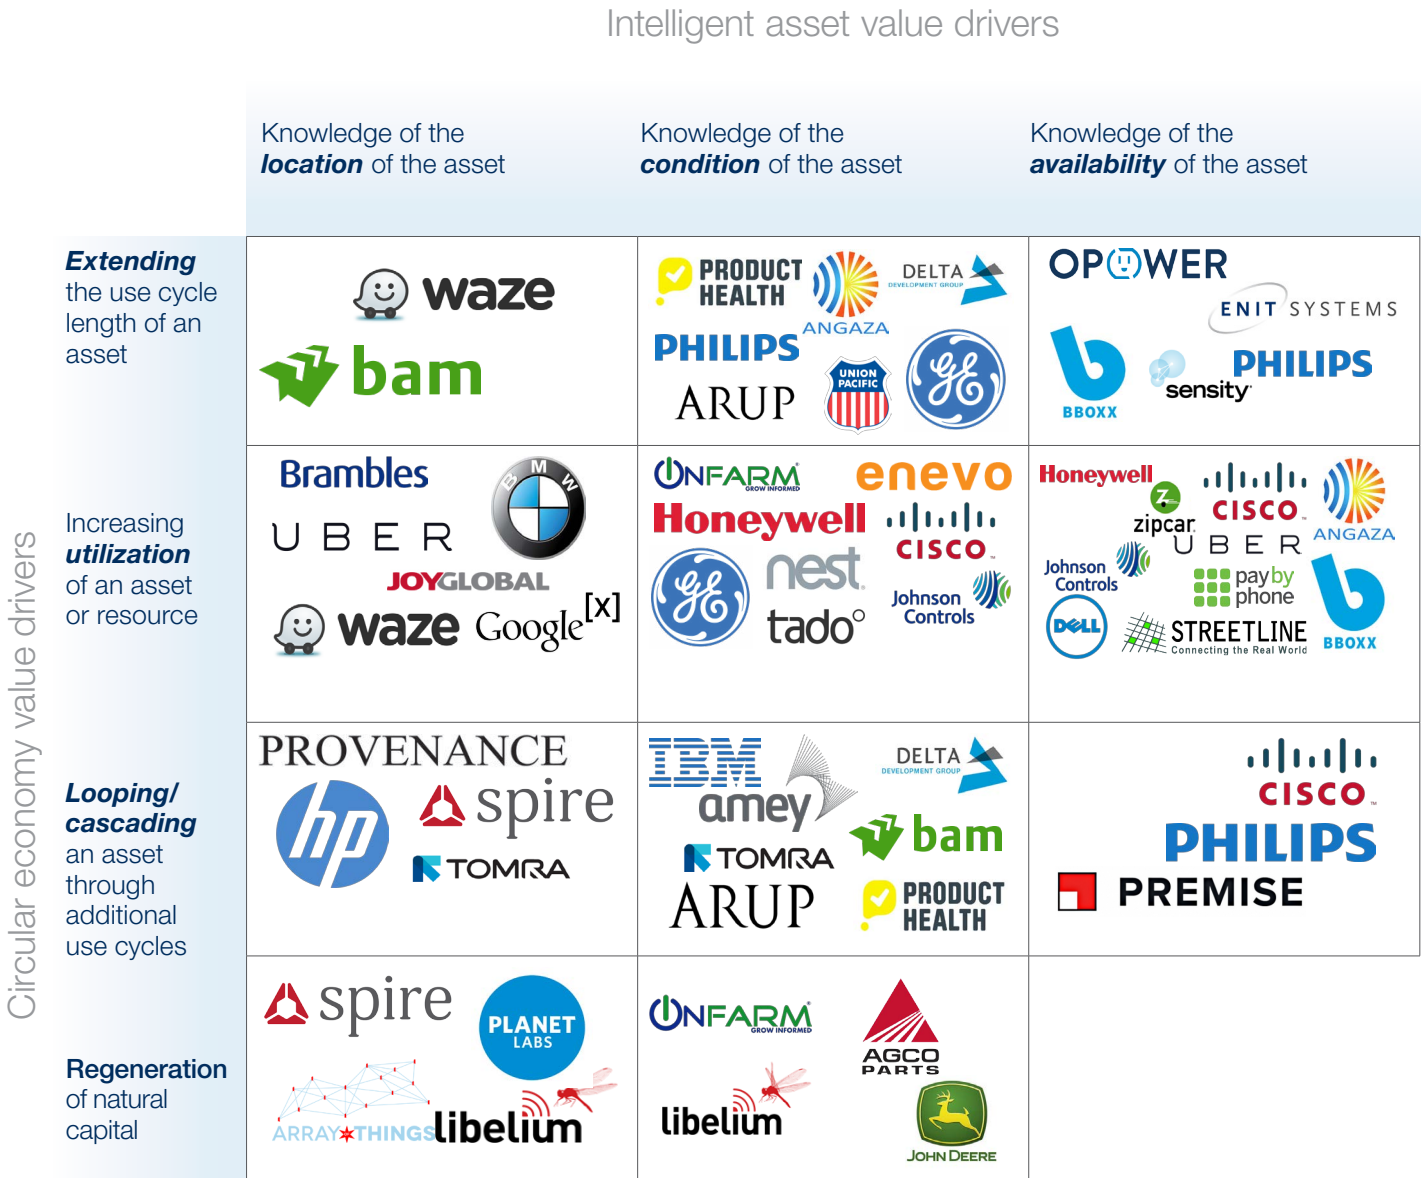 Intelligent asset value drivers
Circular economy value drivers
Knowledge of the
location of the asset
Knowledge of the
condition of the asset
Knowledge of the
availability of the asset
Extending
the use cycle
length of an
asset
waze
bam
PRODUCT
HEALTH
ANGAZA
DELTA
DEVELOPMENT GROUP
PHILIPS
ARUP
UNION
PACIFIC
GE
OPOWER
ENIT SYSTEMS
BBOXX
sensity
PHILIPS
Increasing
utilization
of an asset
or resource
Brambles
BMW
UBER
JOYGLOBAL
waze
Google[x]
ONFARM
GROW INFORMED
enevo
Honeywell
CISCO
GE
nest
tado°
Johnson
Controls
Honeywell
zipcar
CISCO
ANGAZA
UBER
Johnson
Controls
pay by
phone
DELL
STREETLINE
Connecting the Real World
BBOXX
Looping/
cascading
an asset
through
additional
use cycles
PROVENANCE
hp
spire
TOMRA
IBM
amey
DELTA
DEVELOPMENT GROUP
TOMRA
bam
ARUP
PRODUCT
HEALTH
CISCO
PHILIPS
PREMISE
Regeneration
of natural
capital
spire
PLANET
LABS
ARRAY THINGS
libelium
ONFARM
GROW INFORMED
AGCO
PARTS
libelium
JOHN DEERE